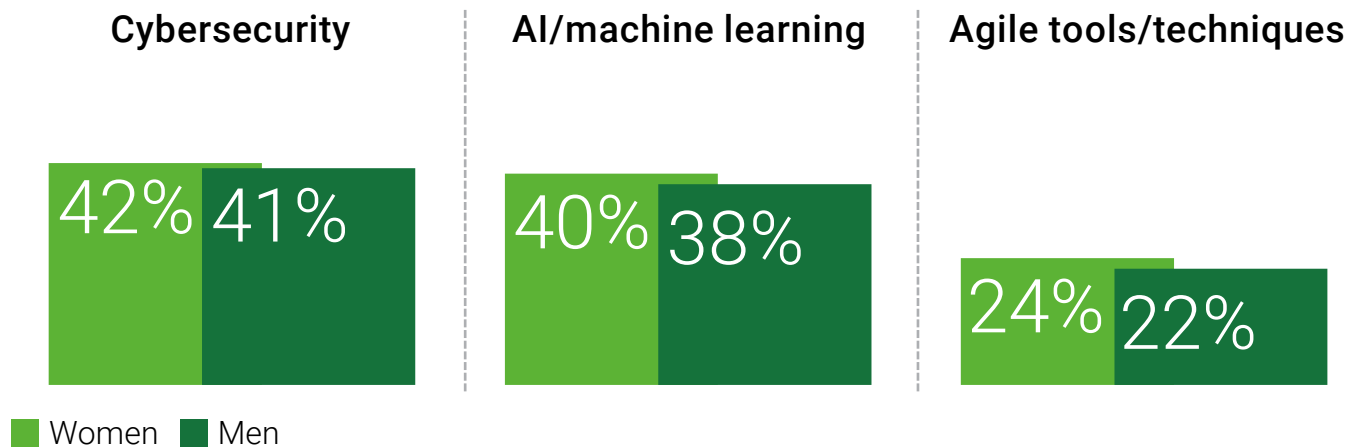 Cybersecurity
AI/machine learning
Agile tools/techniques
42%
41%
40%
38%
24%
22%
Women
Men